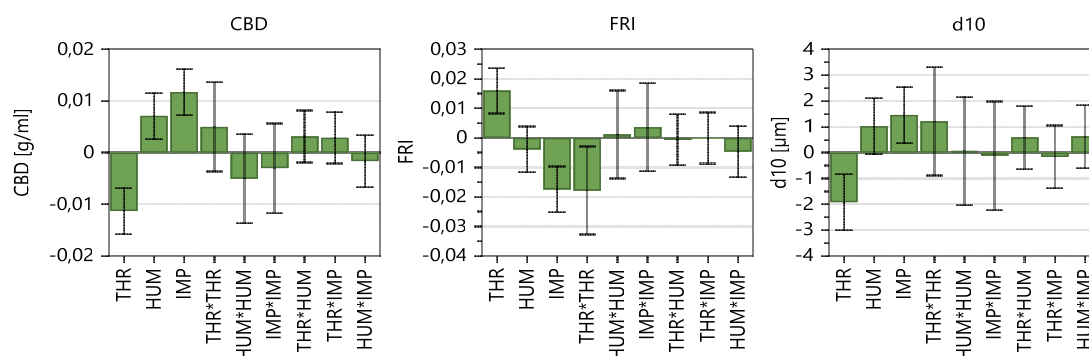 CBD
0,02
0,01
0
-0,01
-0,02
CBD [g/ml]
THR
HUM
IMP
THR*THR
HUM*HUM
IMP*IMP
THR*HUM
THR*IMP
HUM*IMP
FRI
0,03
0,02
0,01
0
-0,01
-0,02
-0,03
-0,04
FRI
THR
HUM
IMP
THR*THR
HUM*HUM
IMP*IMP
THR*HUM
THR*IMP
HUM*IMP
d10
4
3
2
1
0
-1
-2
-3
-4
d10 [µm]
THR
HUM
IMP
THR*THR
HUM*HUM
IMP*IMP
THR*HUM
THR*IMP
HUM*IMP